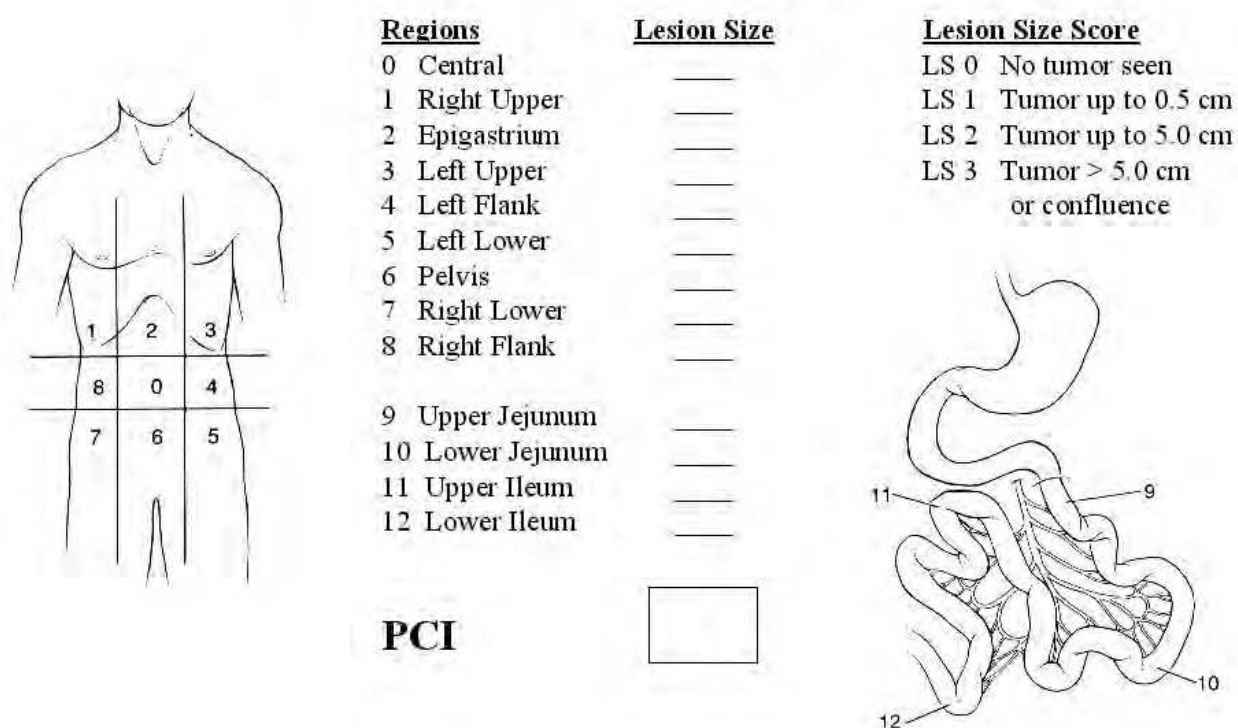 Regions Lesion Size Lesion Size Score
0 Central LS 0 No tumor seen
1 Right Upper LS 1 Tumor up to 0.5 cm
2 Epigastrium LS 2 Tumor up to 5.0 cm
3 Left Upper LS 3 Tumor > 5.0 cm
4 Left Flank or confluence
5 Left Lower
6 Pelvis
7 Right Lower
8 Right Flank
9 Upper Jejunum
10 Lower Jejunum
11 Upper Ileum
12 Lower Ileum
PCI
1 2 3
8 0 4
7 6 5
11 9
10
12